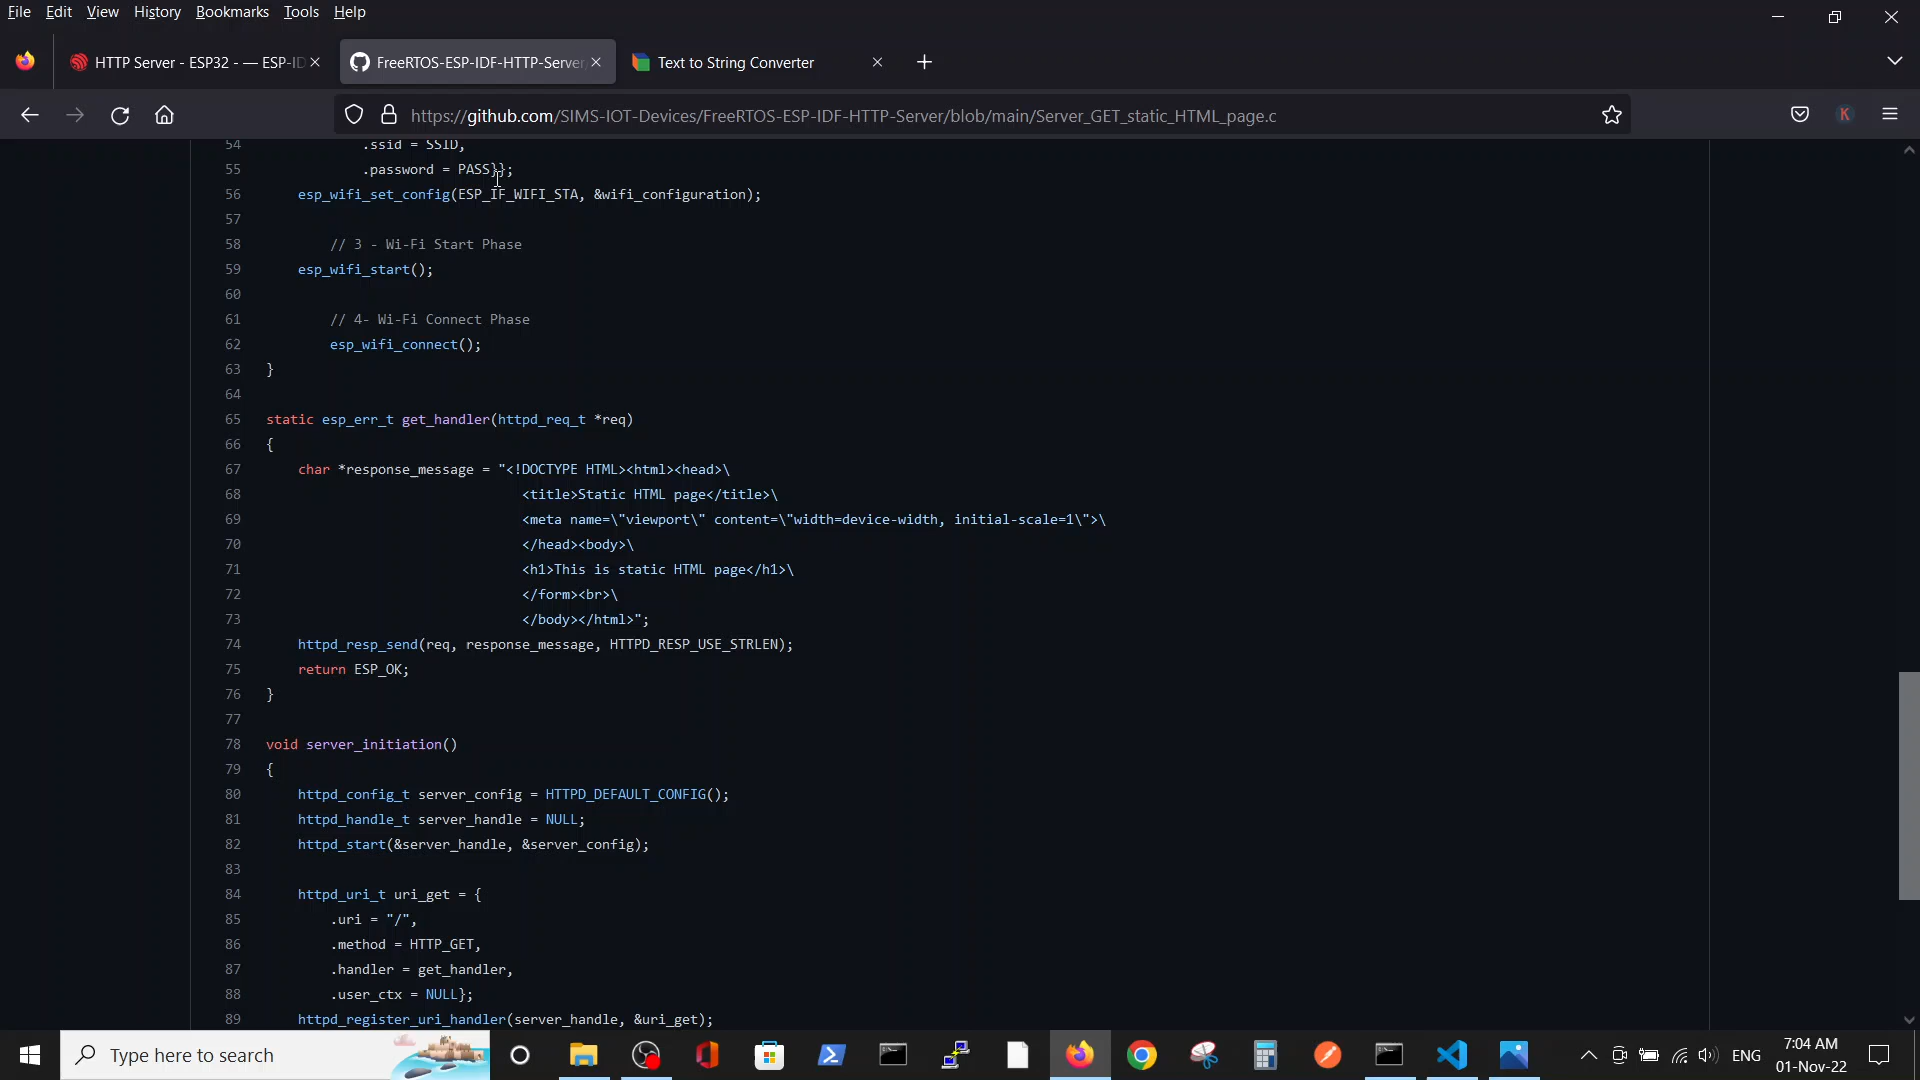 File Edit View History Bookmarks Tools Help
HTTP Server - ESP32 - — ESP-ID
FreeRTOS-ESP-IDF-HTTP-Server
Text to String Converter
https://github.com/SIMS-IOT-Devices/FreeRTOS-ESP-IDF-HTTP-Server/blob/main/Server_GET_static_HTML_page.c
K
54 .ssid = SSID,
55 .password = PASS}};
56 esp_wifi_set_config(ESP_IF_WIFI_STA, &wifi_configuration);
57
58 // 3 - Wi-Fi Start Phase
59 esp_wifi_start();
60
61 // 4- Wi-Fi Connect Phase
62 esp_wifi_connect();
63 }
64
65 static esp_err_t get_handler(httpd_req_t *req)
66 {
67 char *response_message = "<!DOCTYPE HTML><html><head>\
68 <title>Static HTML page</title>\
69 <meta name=\"viewport\" content=\"width=device-width, initial-scale=1\">\
70 </head><body>\
71 <h1>This is static HTML page</h1>\
72 </form><br>\
73 </body></html>";
74 httpd_resp_send(req, response_message, HTTPD_RESP_USE_STRLEN);
75 return ESP_OK;
76 }
77
78 void server_initiation()
79 {
80 httpd_config_t server_config = HTTPD_DEFAULT_CONFIG();
81 httpd_handle_t server_handle = NULL;
82 httpd_start(&server_handle, &server_config);
83
84 httpd_uri_t uri_get = {
85 .uri = "/",
86 .method = HTTP_GET,
87 .handler = get_handler,
88 .user_ctx = NULL};
89 httpd_register_uri_handler(server_handle, &uri_get);
Type here to search
ENG
7:04 AM
01-Nov-22